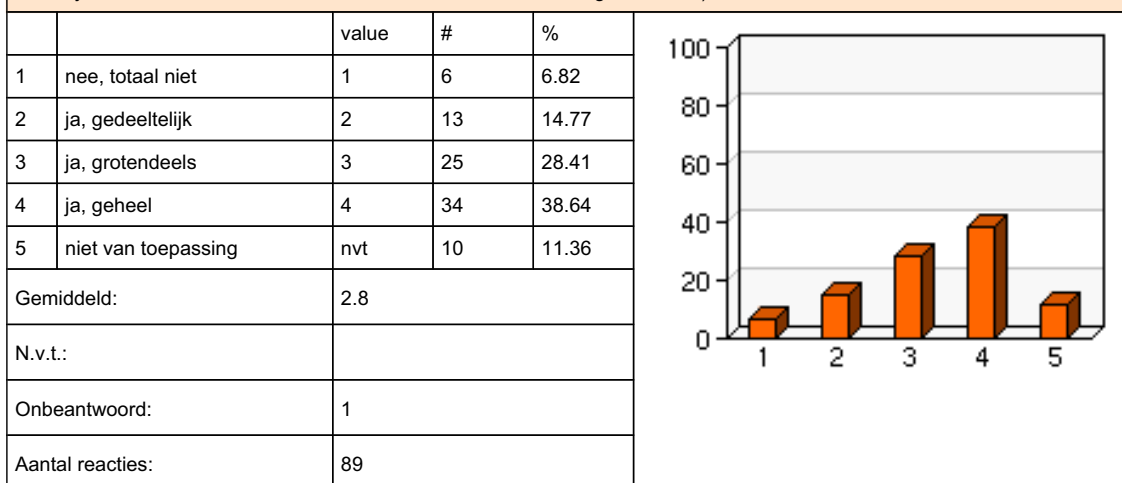 value # %
1 nee, totaal niet 1 6 6.82
2 ja, gedeeltelijk 2 13 14.77
3 ja, grotendeels 3 25 28.41
4 ja, geheel 4 34 38.64
5 niet van toepassing nvt 10 11.36
Gemiddeld: 2.8
N.v.t.:
Onbeantwoord: 1
Aantal reacties: 89
100
80
60
40
20
0
1 2 3 4 5